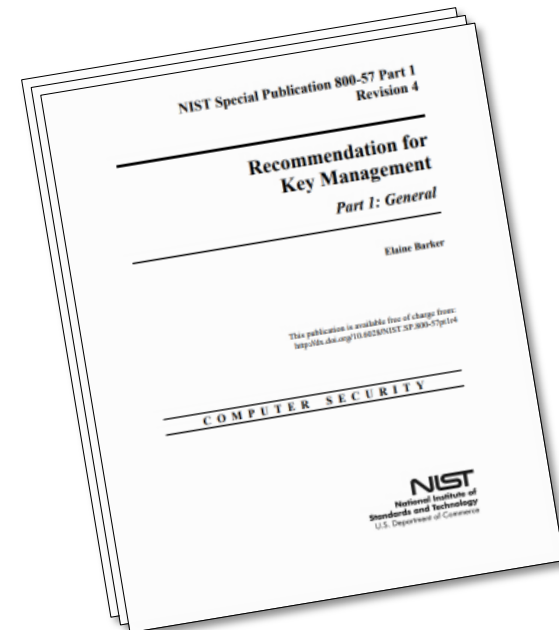 NIST Special Publication 800-57 Part 1
Revision 4
Recommendation for
Key Management
Part 1: General
Elaine Barker
This publication is available free of charge from:
http://dx.doi.org/10.6028/NIST.SP.800-57pt1r4
COMPUTER SECURITY
NIST
National Institute of
Standards and Technology
U.S. Department of Commerce